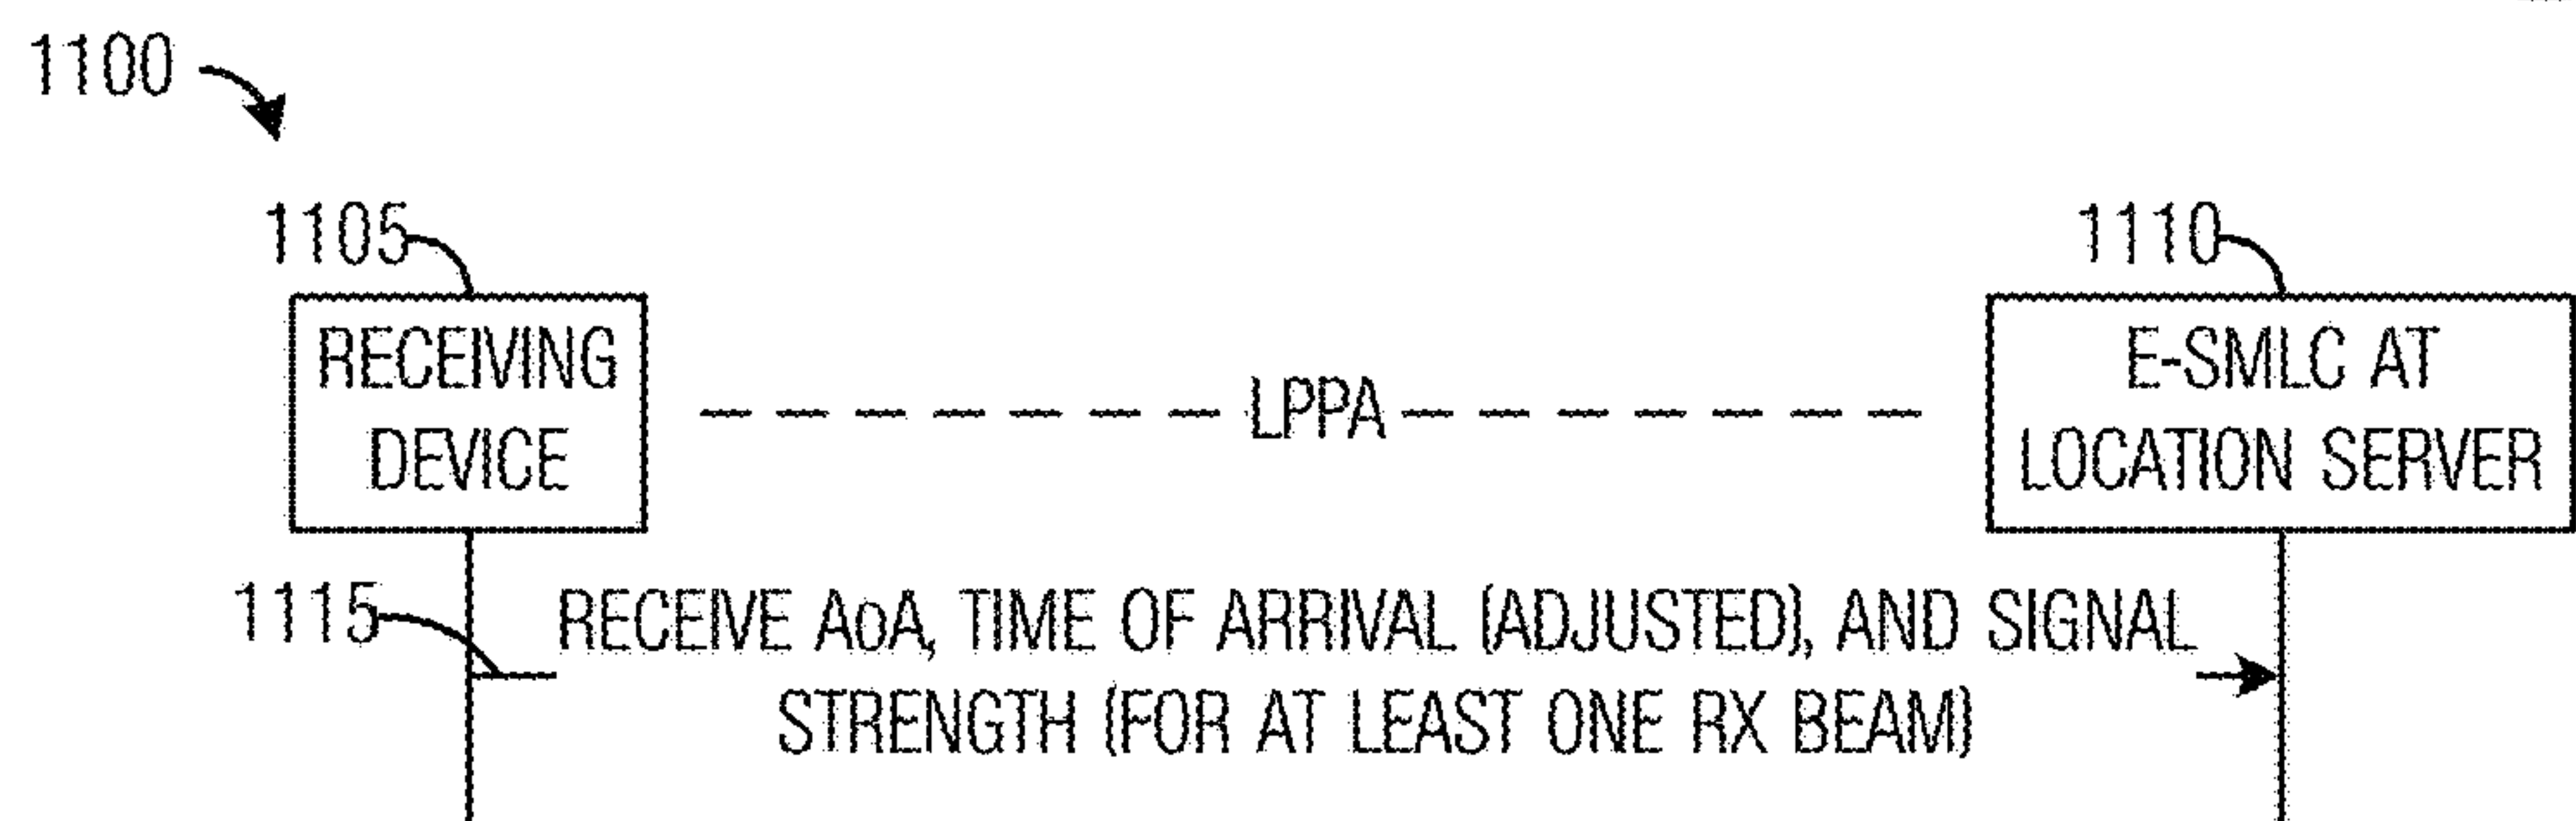 1100
1105
1110
RECEIVING
DEVICE
LPPA
E-SMLC AT
LOCATION SERVER
1115
RECEIVE AoA, TIME OF ARRIVAL (ADJUSTED), AND SIGNAL
STRENGTH (FOR AT LEAST ONE RX BEAM)